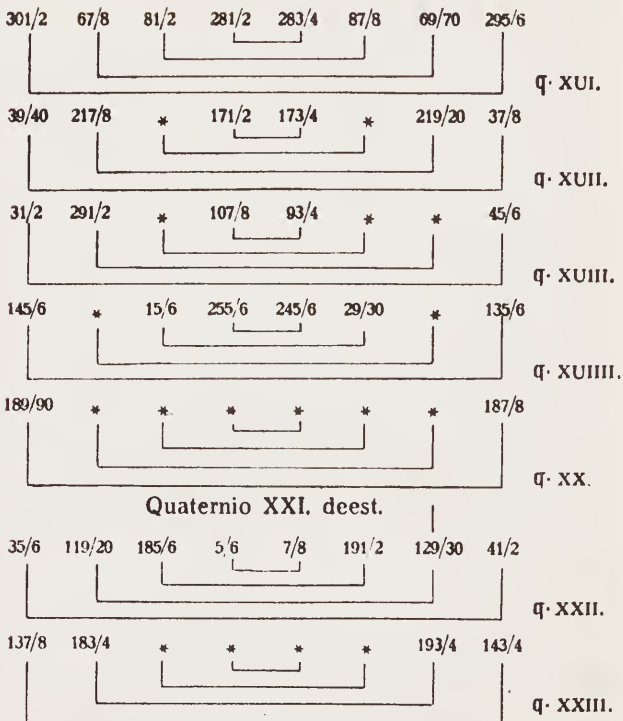 301/2 67/8 81/2 281/2 283/4 87/8 69/70 295/6
q· XUI.
39/40 217/8 * 171/2 173/4 * 219/20 37/8
q· XUII.
31/2 291/2 * 107/8 93/4 * * 45/6
q· XUIII.
145/6 * 15/6 255/6 245/6 29/30 * 135/6
q· XUIIII.
189/90 * * * * * * 187/8
q· XX.
Quaternio XXI. deest.
35/6 119/20 185/6 5/6 7/8 191/2 129/30 41/2
q· XXII.
137/8 183/4 * * * * 193/4 143/4
q· XXIII.